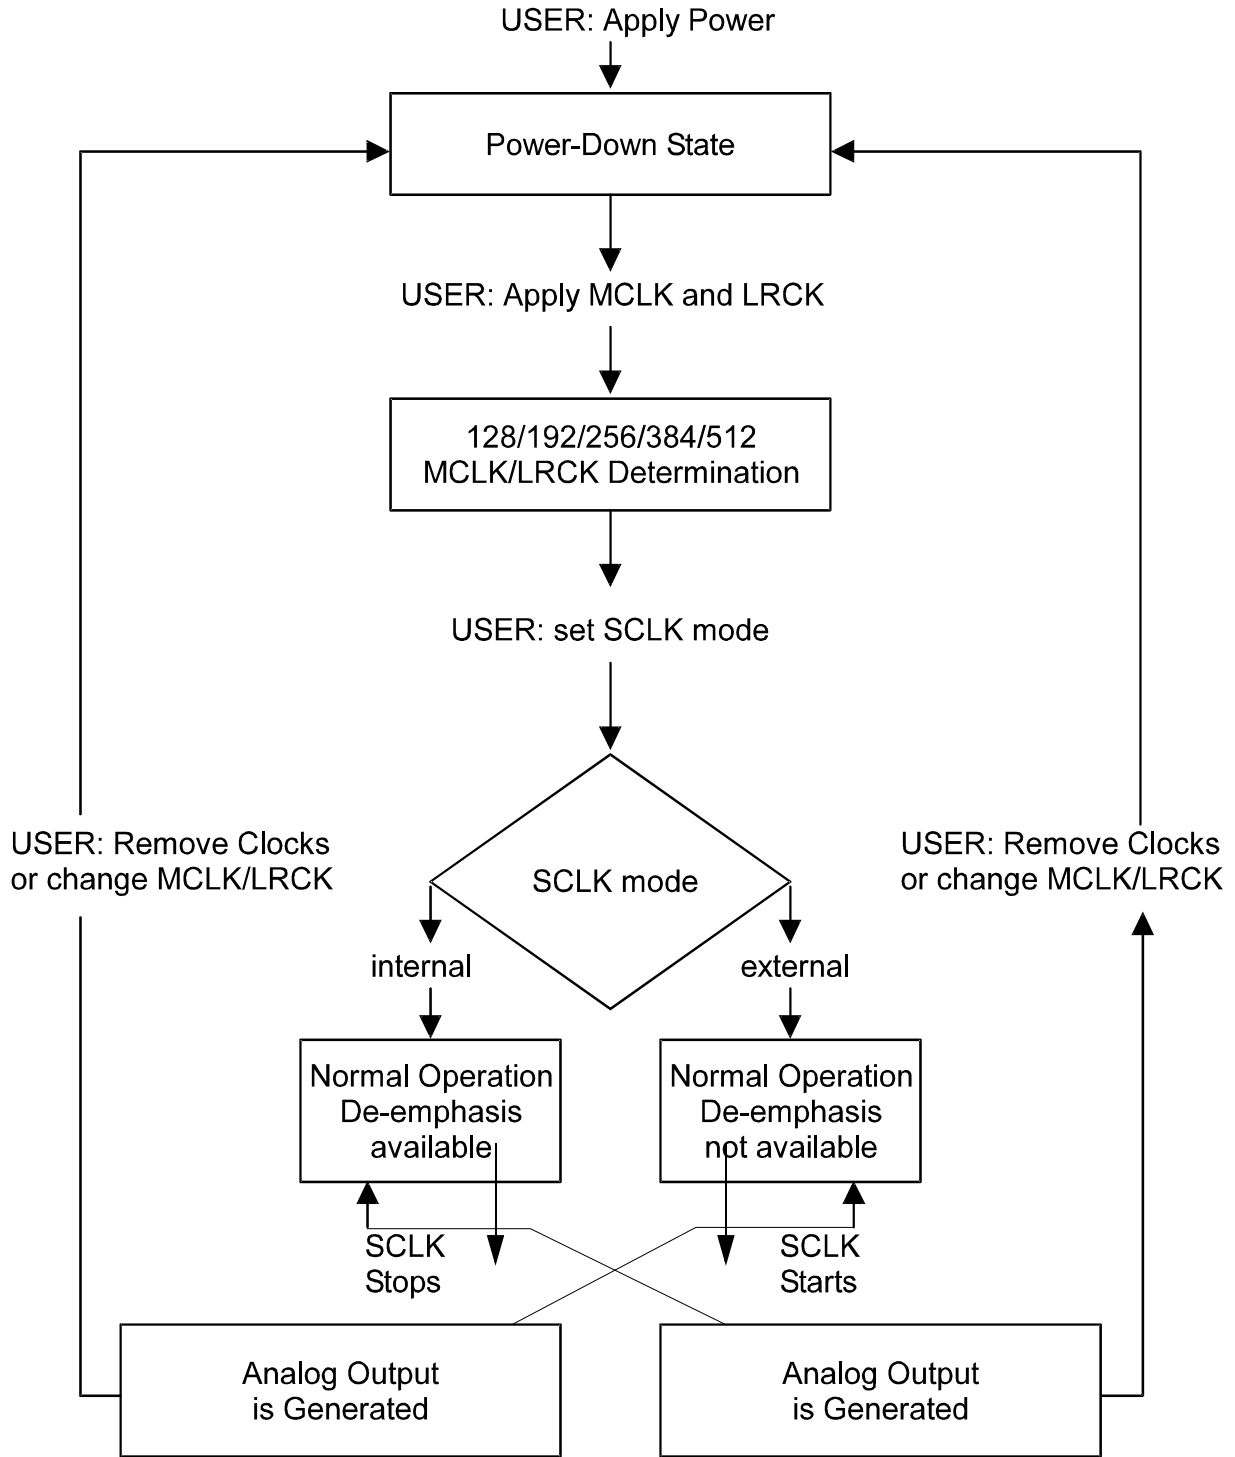 USER: Apply Power
Power-Down State
USER: Apply MCLK and LRCK
128/192/256/384/512
MCLK/LRCK Determination
USER: set SCLK mode
USER: Remove Clocks
or change MCLK/LRCK
SCLK mode
USER: Remove Clocks
or change MCLK/LRCK
internal
external
Normal Operation
De-emphasis
available
Normal Operation
De-emphasis
not available
SCLK
Stops
SCLK
Starts
Analog Output
is Generated
Analog Output
is Generated